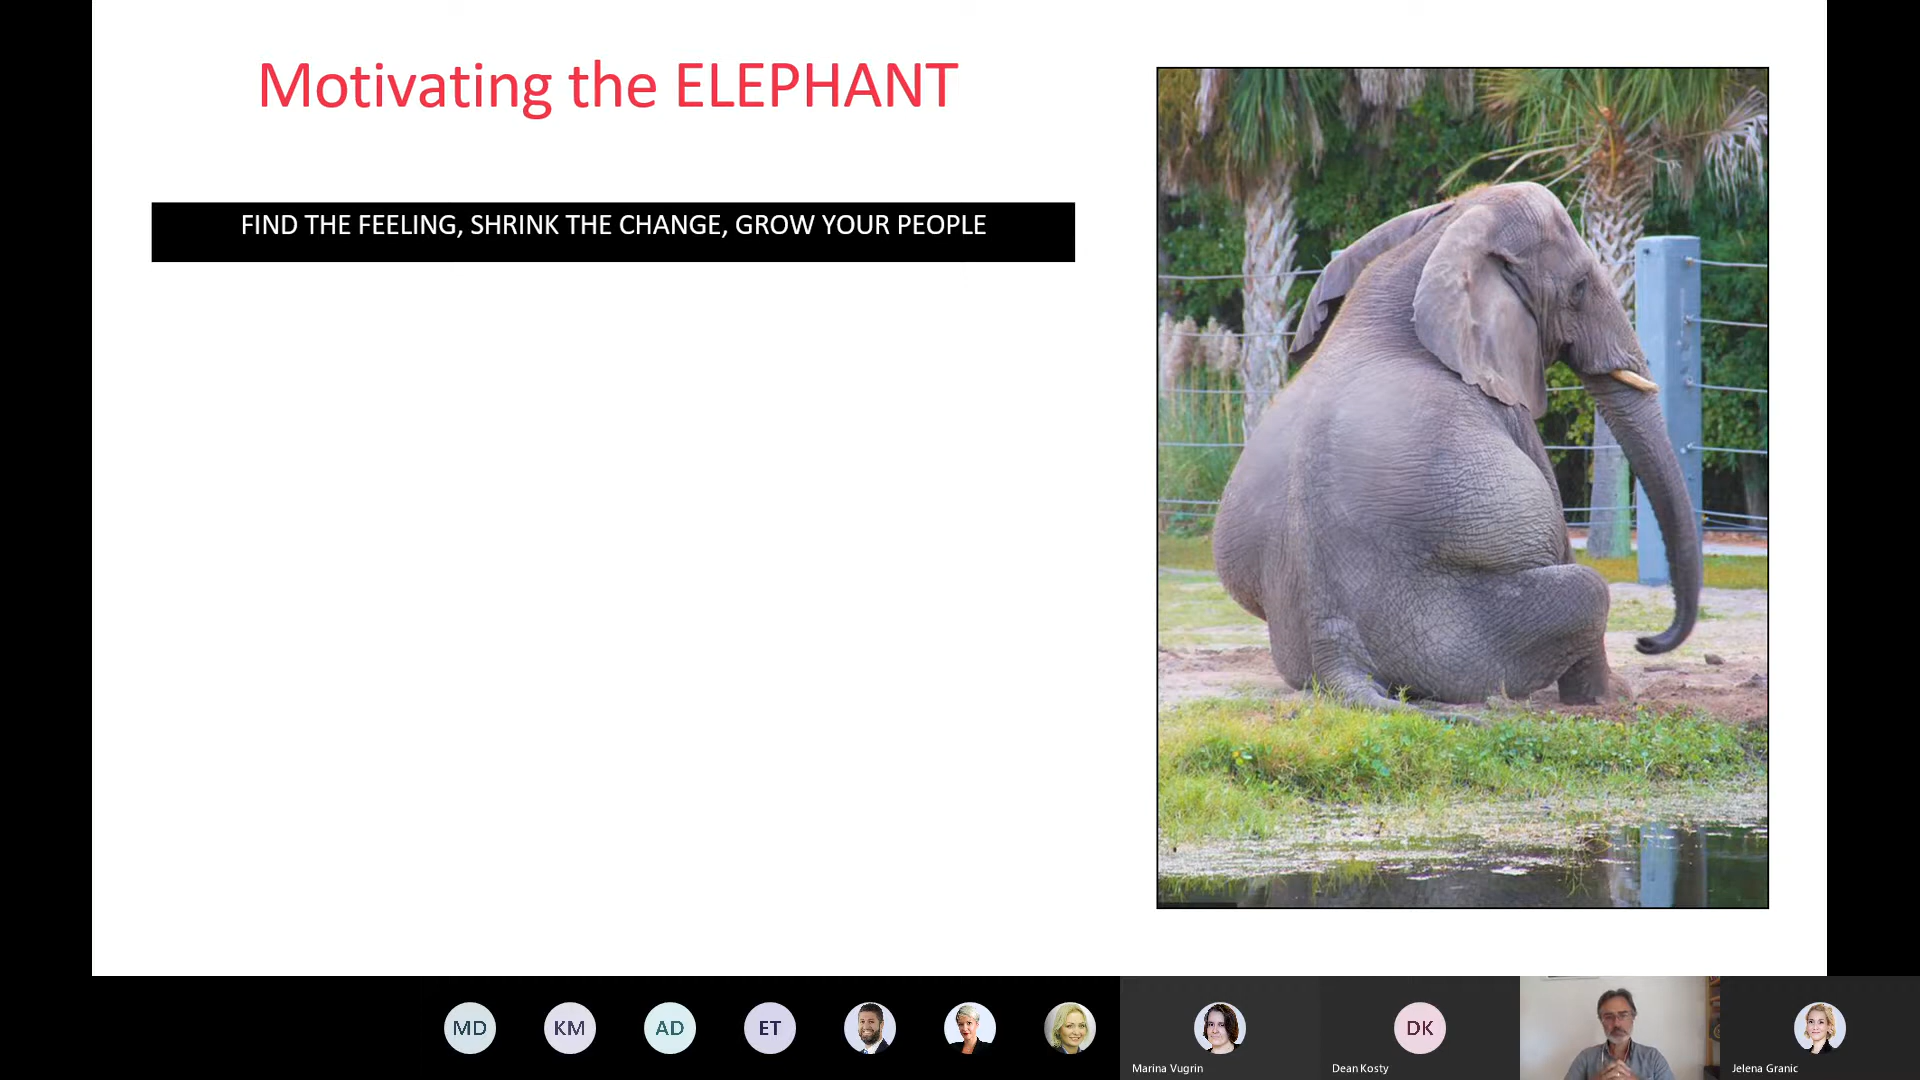 Motivating the ELEPHANT
FIND THE FEELING, SHRINK THE CHANGE, GROW YOUR PEOPLE
MD
KM
AD
ET
DK
Marina Vugrin
Dean Kosty
Jelena Granic